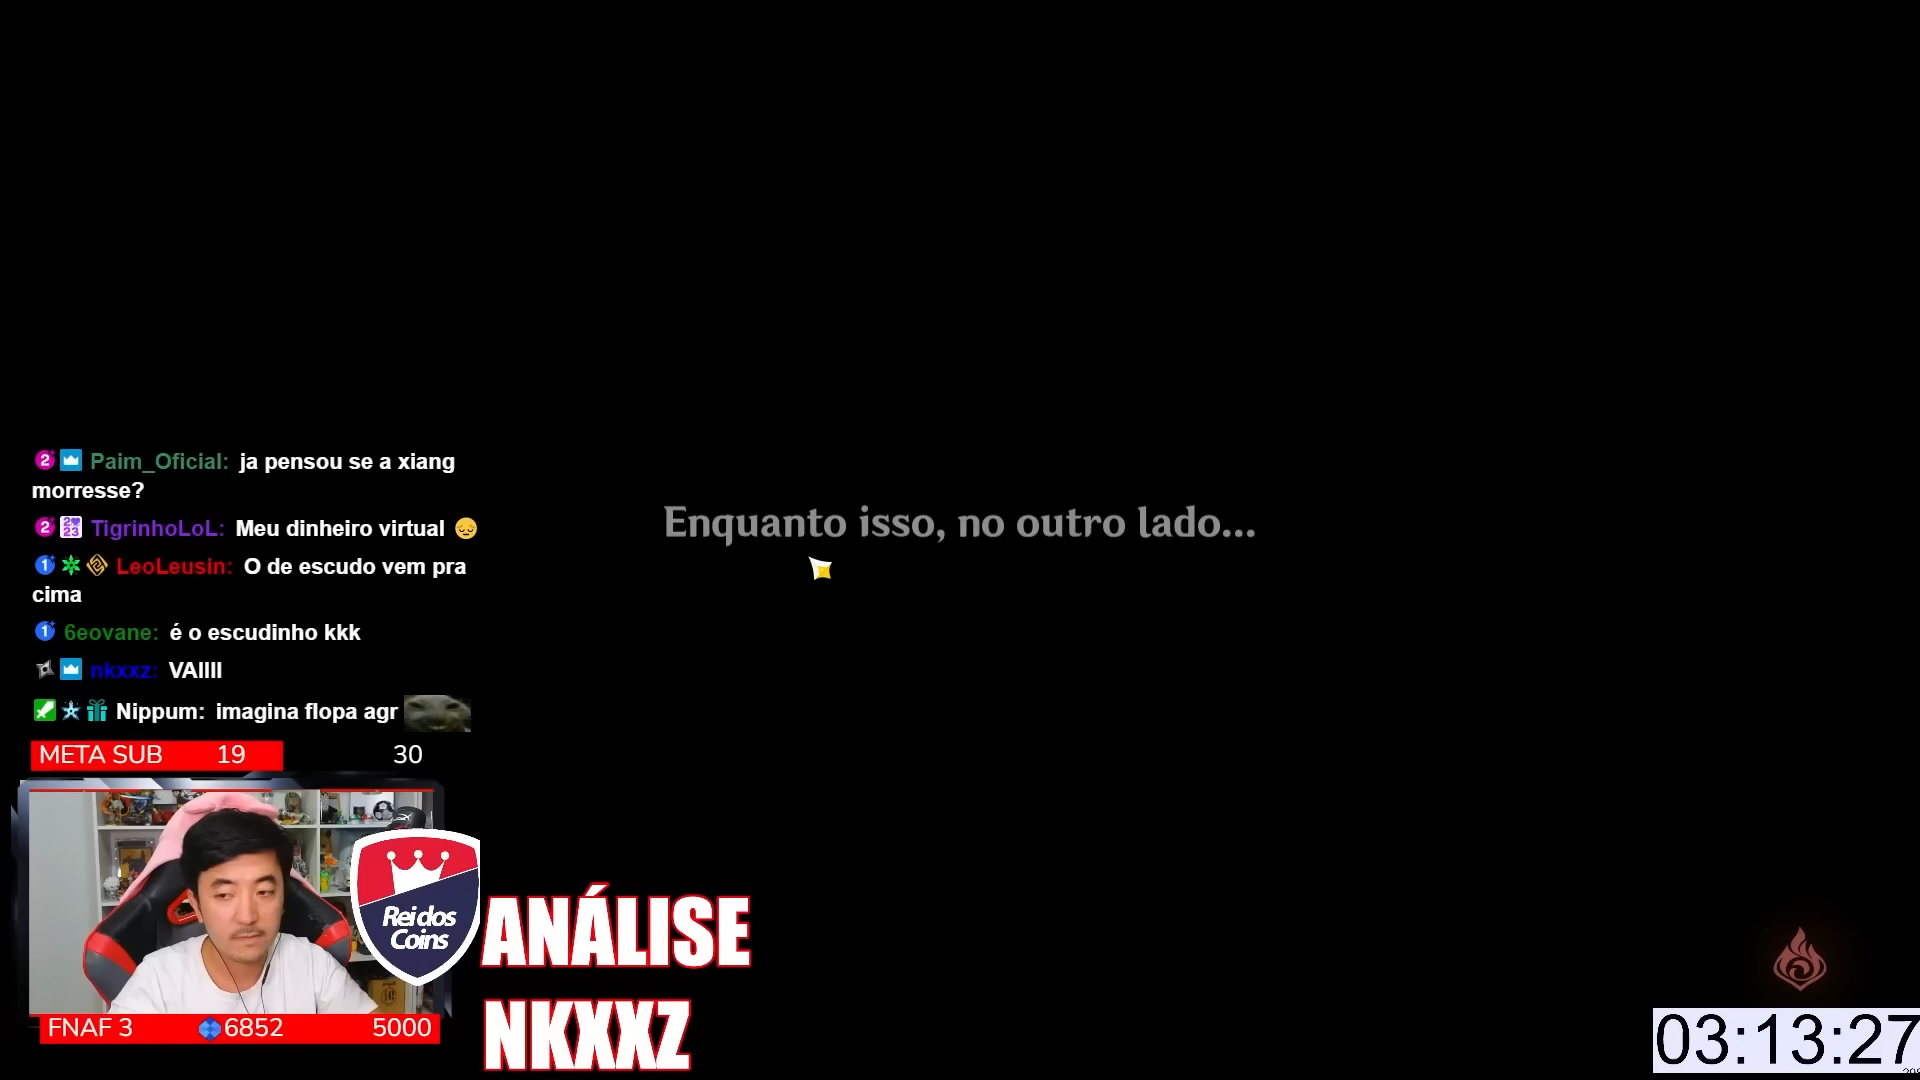 Paim_Oficial: ja pensou se a xiang
morresse?
TigrinhoLoL: Meu dinheiro virtual
LeoLeusin: O de escudo vem pra
cima
6eovane: é o escudinho kkk
nkxxz: VAIIII
Nippum: imagina flopa agr
Enquanto isso, no outro lado...
META SUB 19 30
Rei dos
Coins
ANÁLISE
NKXXZ
FNAF 3 6852 5000
03:13:27